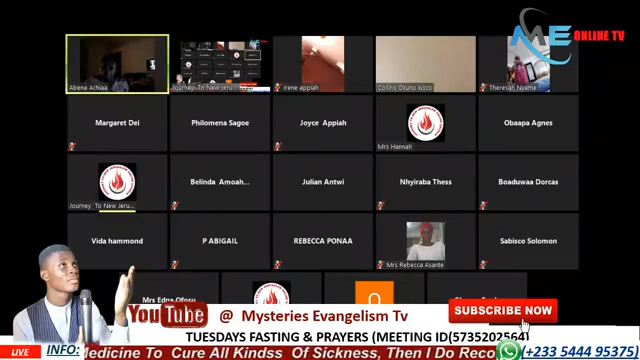 ME ONLINE TV
Abena Achiaa
Journey To New Jeru...
Irene appiah
Collins Okuno kisco
Theresah Nyame
Margaret Dei
Philomena Sagoe
Joyce Appiah
Mrs Hannah
Obaapa Agnes
Journey To New Jeru...
Belinda Amoah...
Julian Antwi
Nhyiraba Thess
Boaduwaa Dorcas
Vida hammond
P ABIGAIL
REBECCA PONAA
Mrs Rebecca Asante
Sabisco Solomon
Mrs Edna Ofosu
O
YouTube @ Mysteries Evangelism Tv
SUBSCRIBE NOW
TUESDAYS FASTING & PRAYERS (MEETING ID(5735202564)
LIVE INFO: Medicine To Cure All Kindss Of Sickness, Then I Do Reco
(+233 5444 95375